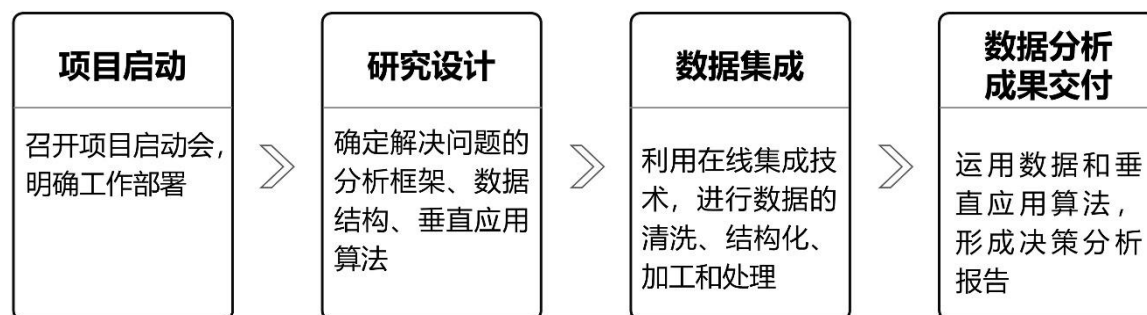 项目启动
召开项目启动会，
明确工作部署
研究设计
确定解决问题的
分析框架、数据
结构、垂直应用
算法
数据集成
利用在线集成技
术，进行数据的
清洗、结构化、
加工和处理
数据分析
成果交付
运用数据和垂
直应用算法，
形成决策分析
报告